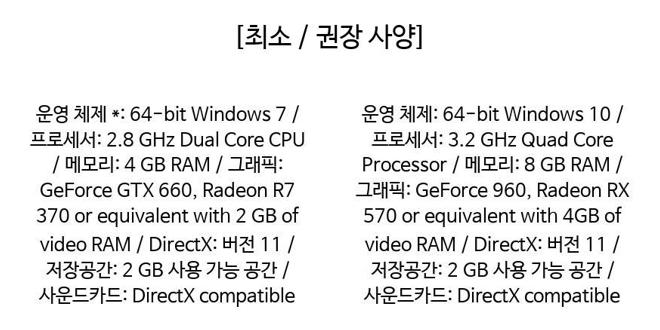 [최소 / 권장 사양]
운영 체제 *: 64-bit Windows 7 /
프로세서: 2.8 GHz Dual Core CPU
/ 메모리: 4 GB RAM / 그래픽:
GeForce GTX 660, Radeon R7
370 or equivalent with 2 GB of
video RAM / DirectX: 버전 11 /
저장공간: 2 GB 사용 가능 공간 /
사운드카드: DirectX compatible
운영 체제: 64-bit Windows 10 /
프로세서: 3.2 GHz Quad Core
Processor / 메모리: 8 GB RAM /
그래픽: GeForce 960, Radeon RX
570 or equivalent with 4GB of
video RAM / DirectX: 버전 11 /
저장공간: 2 GB 사용 가능 공간 /
사운드카드: DirectX compatible